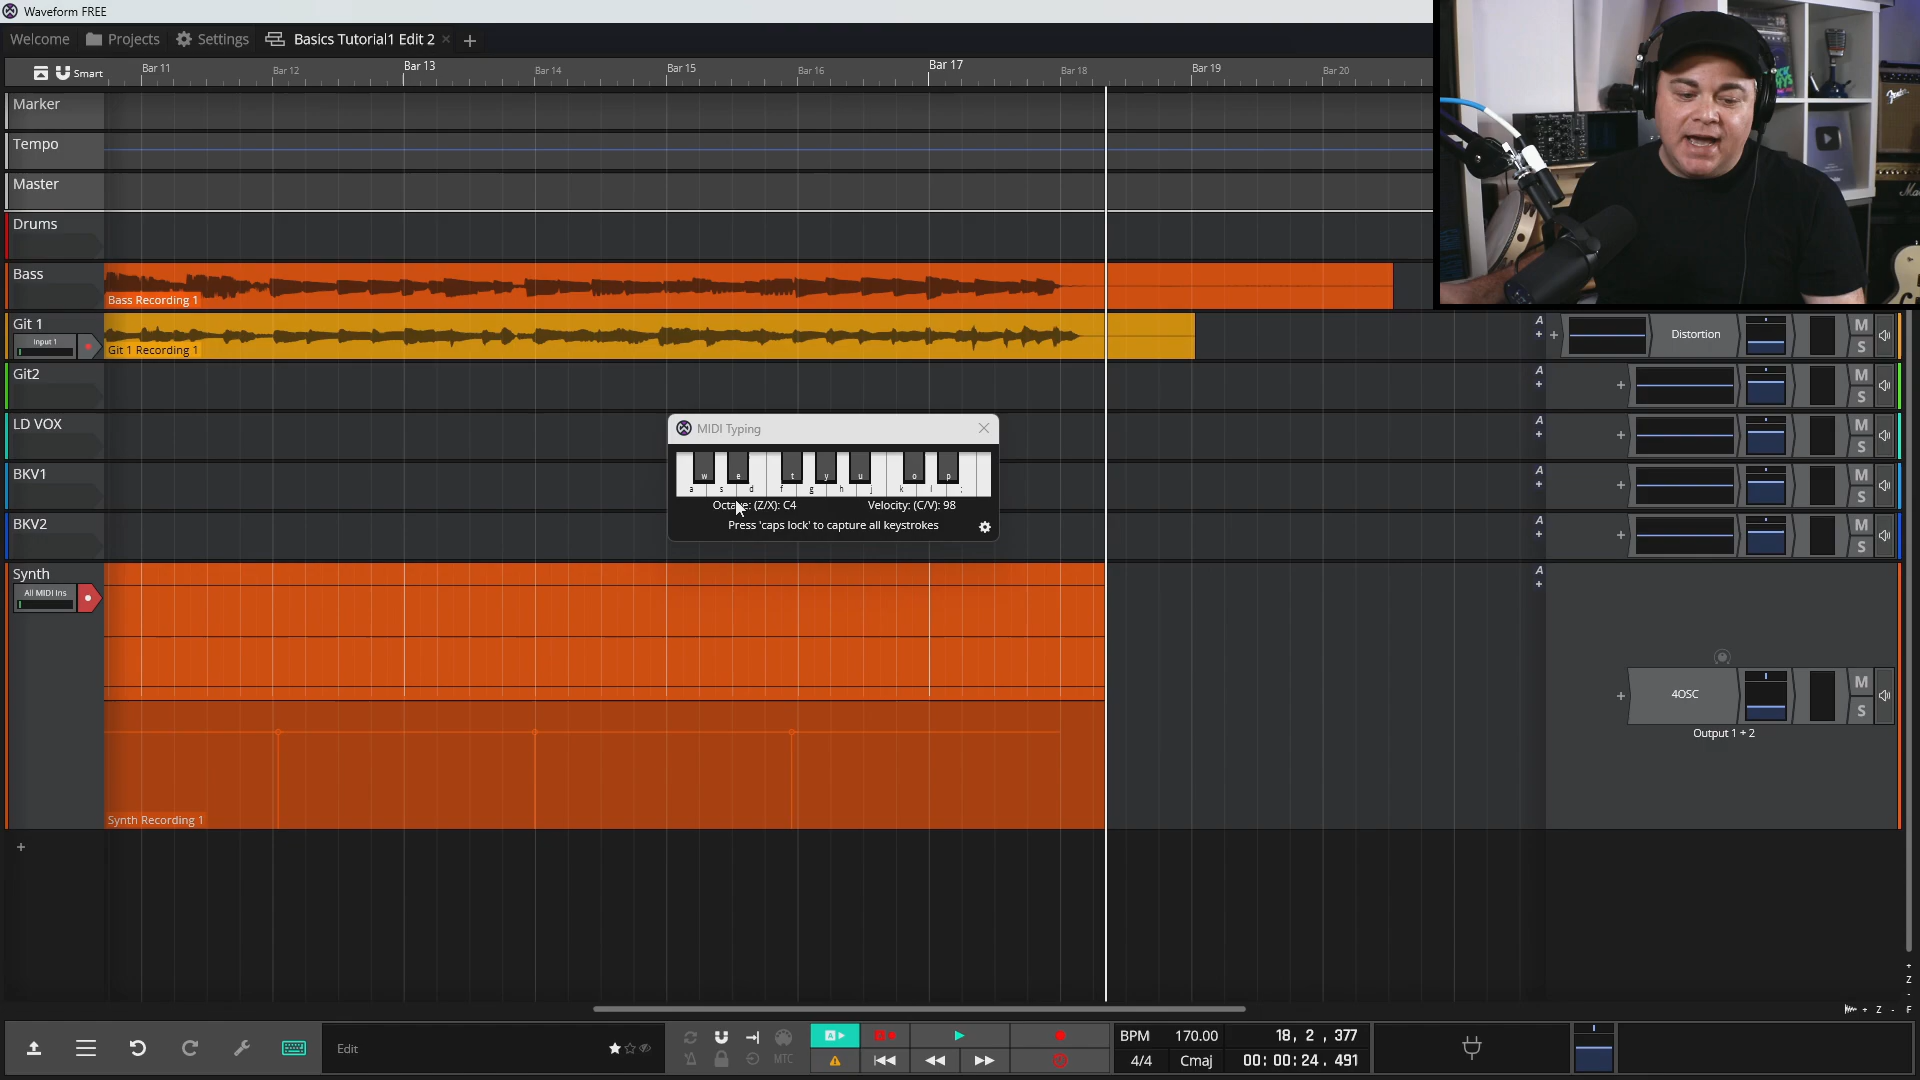 Waveform FREE
Welcome Projects Settings Basics Tutorial1 Edit 2 × +
Smart Bar 11 Bar 12 Bar 13 Bar 14 Bar 15 Bar 16 Bar 17 Bar 18 Bar 19 Bar 20
Marker
Tempo
Master
Drums
Bass
Bass Recording 1
Git 1
Input 1
Git 1 Recording 1
A + + Distortion M S
Git2
A + + M S
LD VOX
A + + M S
BKV1
A + + M S
BKV2
A + + M S
MIDI Typing
w e t y u o p
a s d f g h j k l ;
Octave: (Z/X): C4 Velocity: (C/V): 98
Press 'caps lock' to capture all keystrokes
Synth
All MIDI Ins
Synth Recording 1
A + + 4OSC M S
Output 1 + 2
+
+ Z -
+ Z - F
Edit
MTC
A
BPM 170.00 18, 2 , 377
4/4 Cmaj 00: 00: 24. 491
Fender